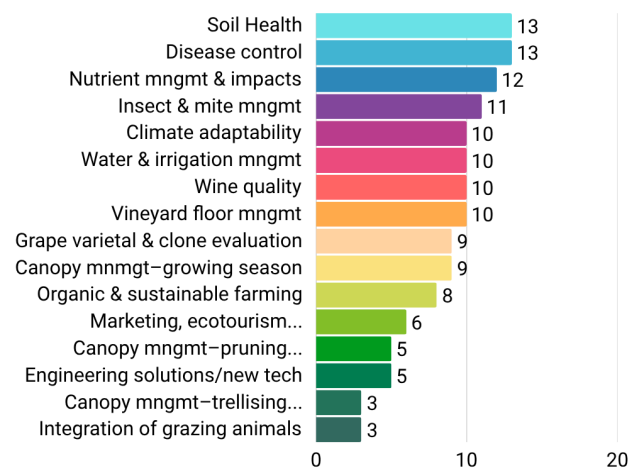 Soil Health 13
Disease control 13
Nutrient mngmt & impacts 12
Insect & mite mngmt 11
Climate adaptability 10
Water & irrigation mngmt 10
Wine quality 10
Vineyard floor mngmt 10
Grape varietal & clone evaluation 9
Canopy mnmgt–growing season 9
Organic & sustainable farming 8
Marketing, ecotourism... 6
Canopy mngmt–pruning... 5
Engineering solutions/new tech 5
Canopy mngmt–trellising... 3
Integration of grazing animals 3
0 10 20